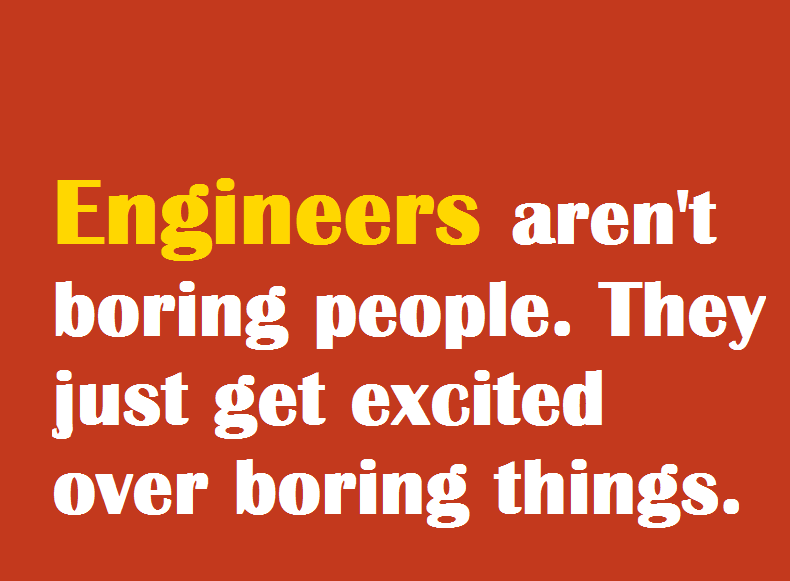 Engineers aren't
boring people. They
just get excited
over boring things.